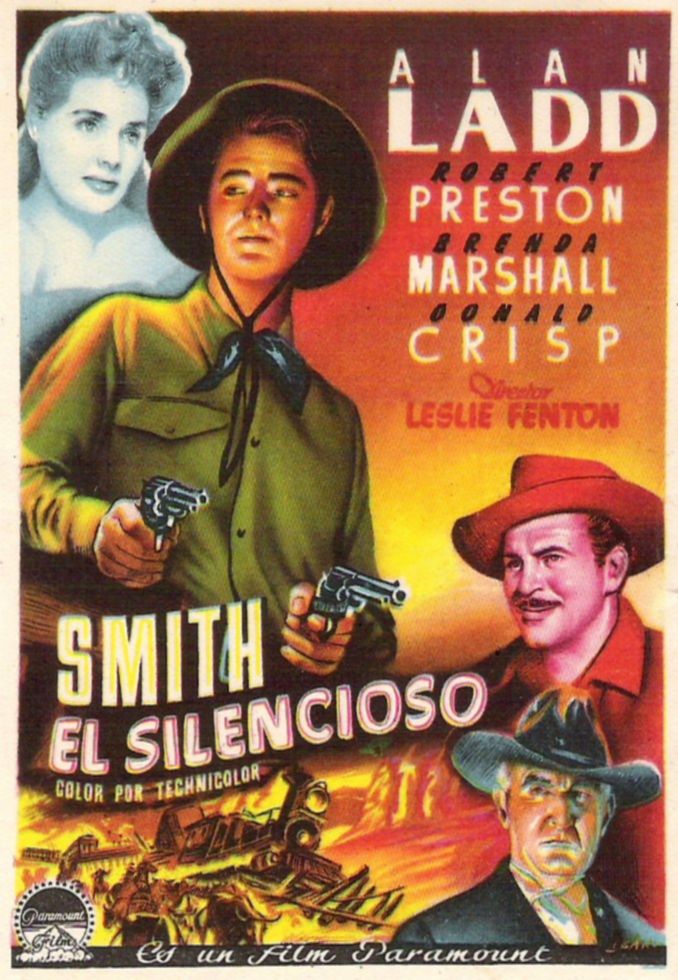 ALAN
LADD
ROBERT
PRESTON
BRENDA
MARSHALL
DONALD
CRISP
Director
LESLIE FENTON
SMITH
EL SILENCIOSO
COLOR POR TECHNICOLOR
Paramount
Film
Es un film Paramount